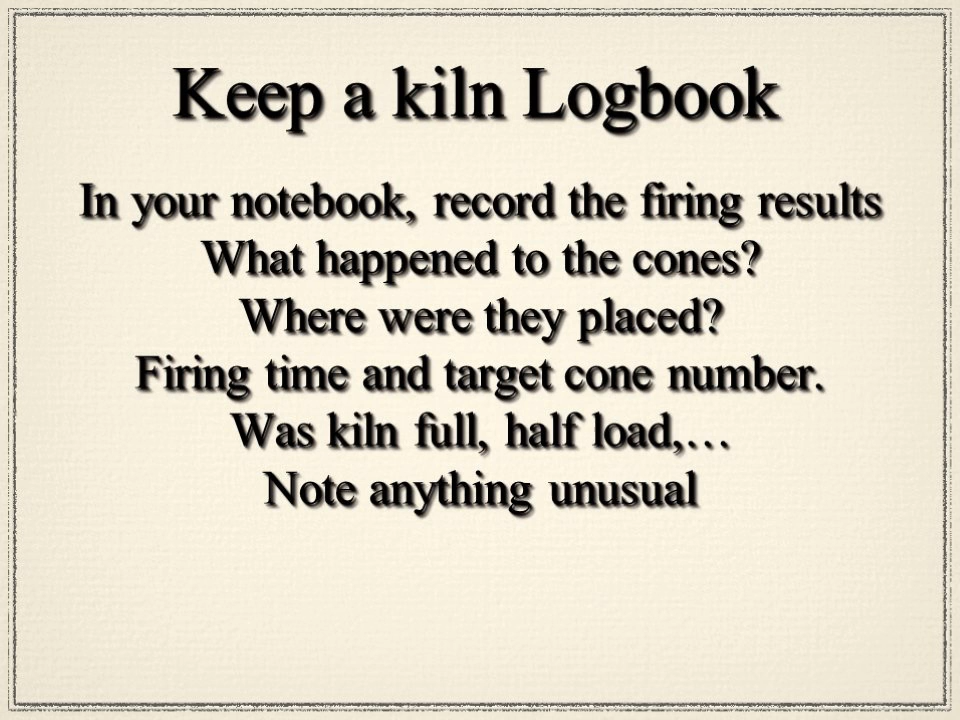 Keep a kiln Logbook
In your notebook, record the firing results
What happened to the cones?
Where were they placed?
Firing time and target cone number.
Was kiln full, half load,…
Note anything unusual